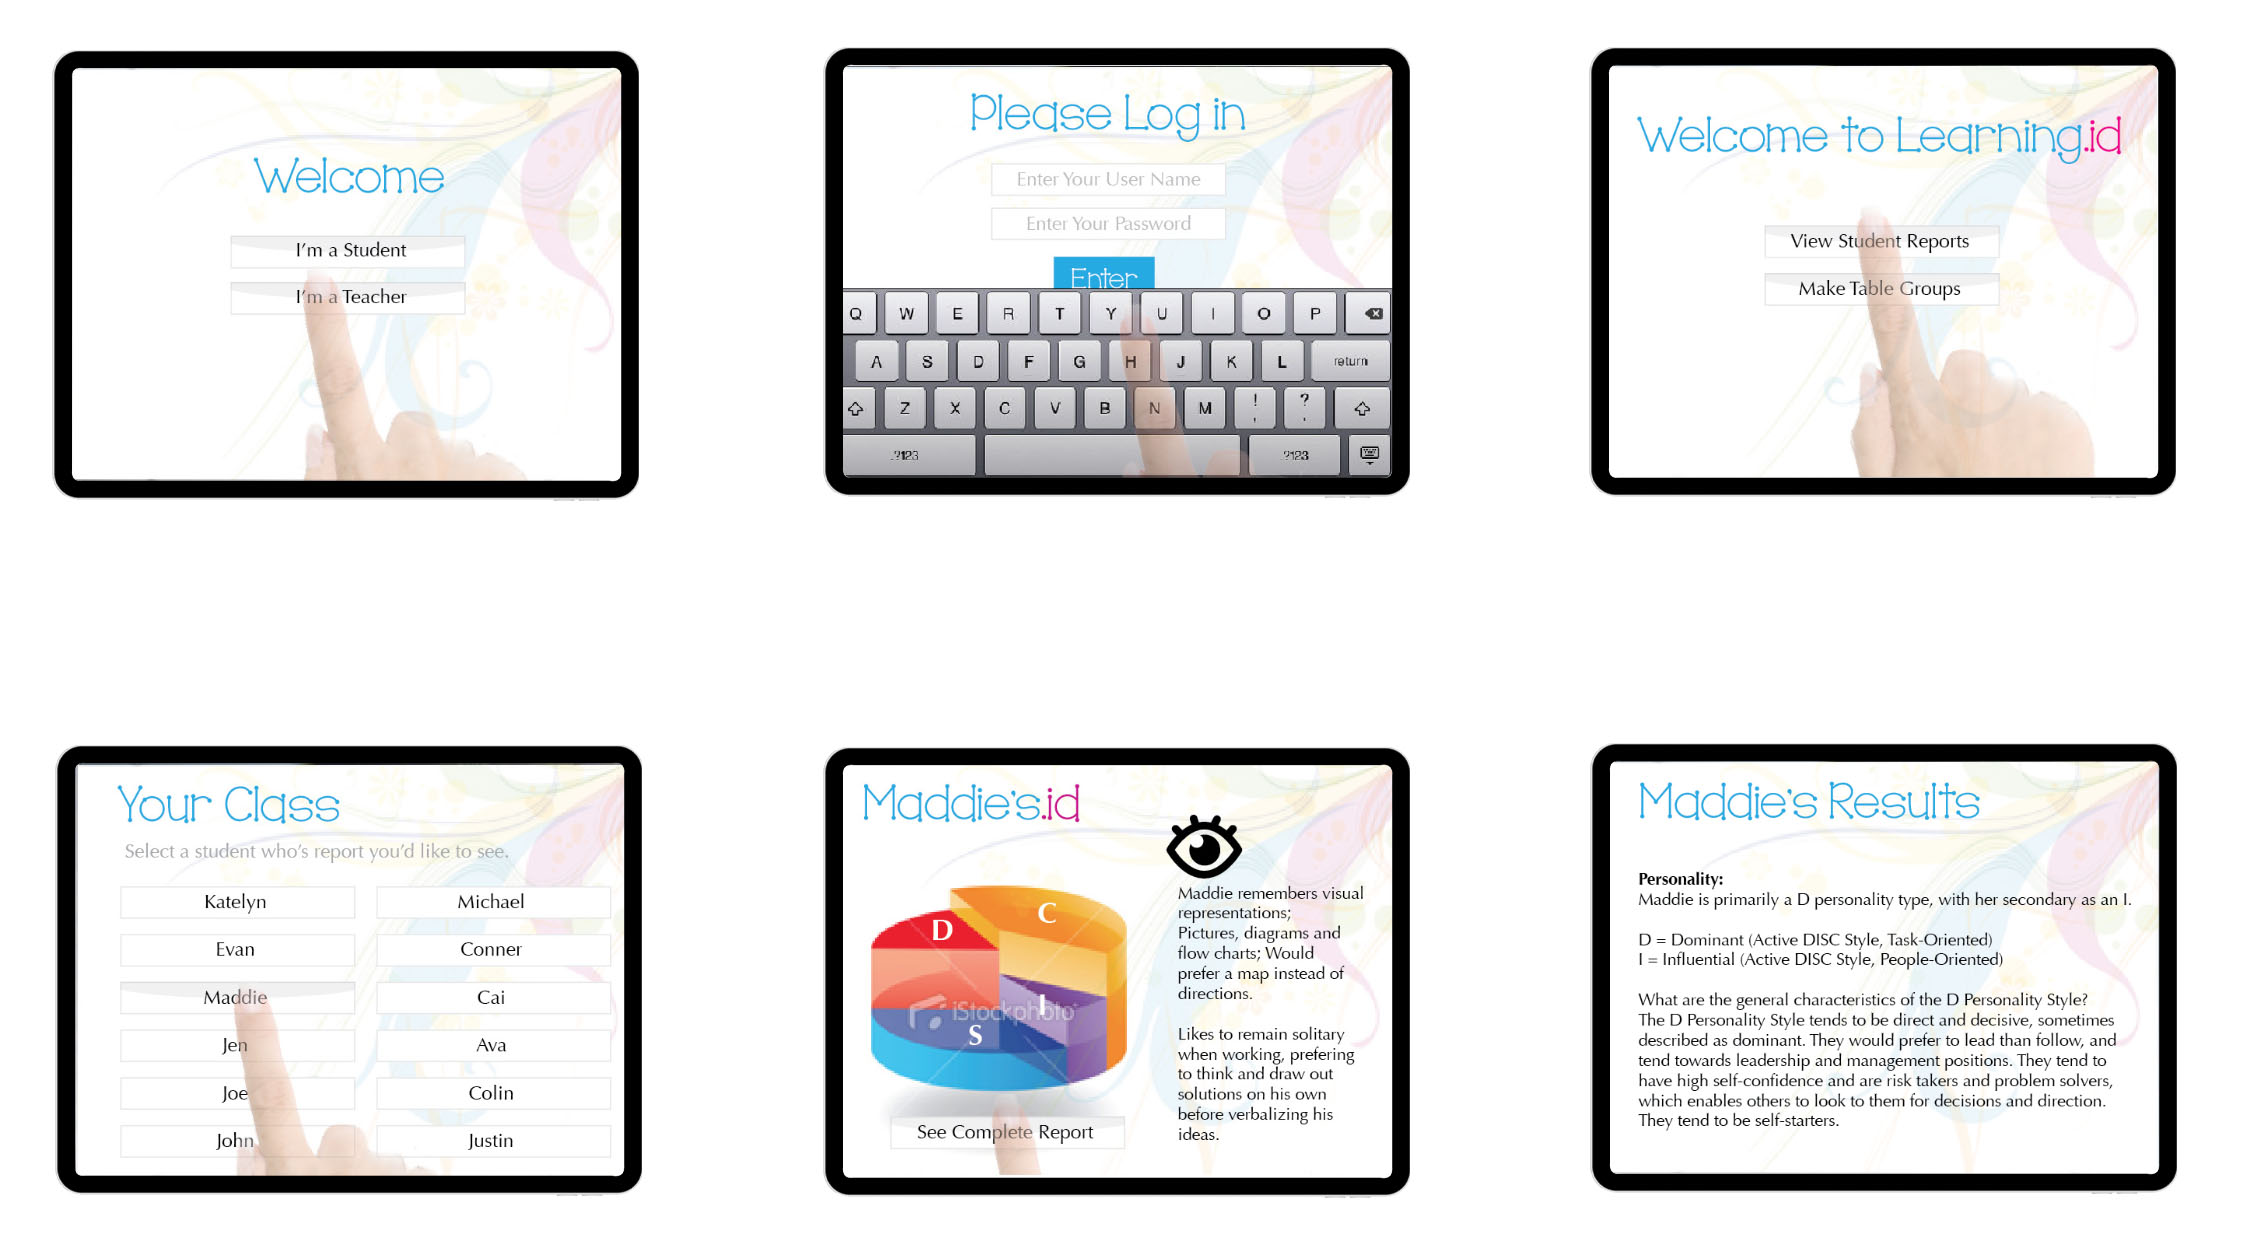 Welcome
I'm a Student
I'm a Teacher
Please Log in
Enter Your User Name
Enter Your Password
Enter
Q W E R T Y U I O P
A S D F G H J K L return
Z X C V B N M ! , ? .
.?123 .?123
Welcome to Learning.id
View Student Reports
Make Table Groups
Your Class
Select a student who's report you'd like to see.
Katelyn Michael
Evan Conner
Maddie Cai
Jen Ava
Joe Colin
John Justin
Maddie's.id
D C
I
iStockphoto
S
See Complete Report
Maddie remembers visual
representations;
Pictures, diagrams and
flow charts; Would
prefer a map instead of
directions.
Likes to remain solitary
when working, prefering
to think and draw out
solutions on his own
before verbalizing his
ideas.
Maddie's Results
Personality:
Maddie is primarily a D personality type, with her secondary as an I.
D = Dominant (Active DISC Style, Task-Oriented)
I = Influential (Active DISC Style, People-Oriented)
What are the general characteristics of the D Personality Style?
The D Personality Style tends to be direct and decisive, sometimes
described as dominant. They would prefer to lead than follow, and
tend towards leadership and management positions. They tend to
have high self-confidence and are risk takers and problem solvers,
which enables others to look to them for decisions and direction.
They tend to be self-starters.